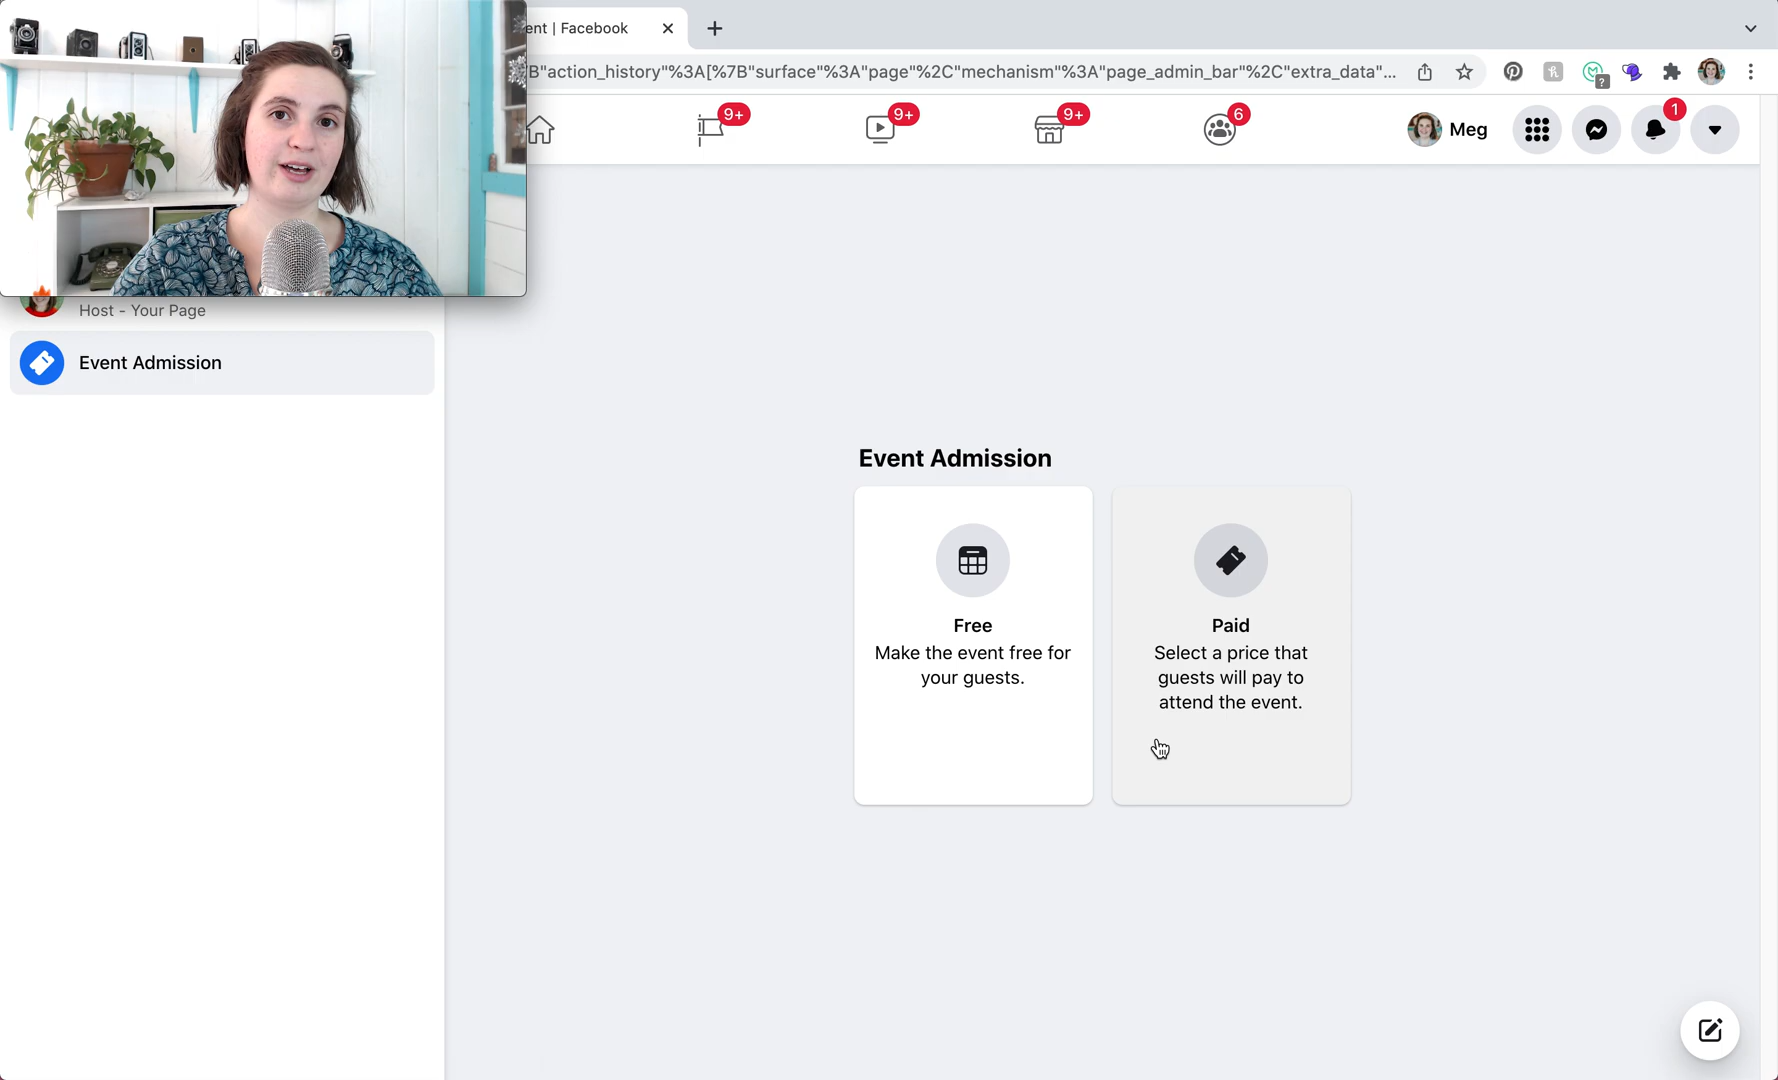 ent | Facebook
B"action_history"%3A[%7B"surface"%3A"page"%2C"mechanism"%3A"page_admin_bar"%2C"extra_data"...
9+
9+
9+
6
Meg
1
Host - Your Page
Event Admission
Event Admission
Free
Make the event free for
your guests.
Paid
Select a price that
guests will pay to
attend the event.